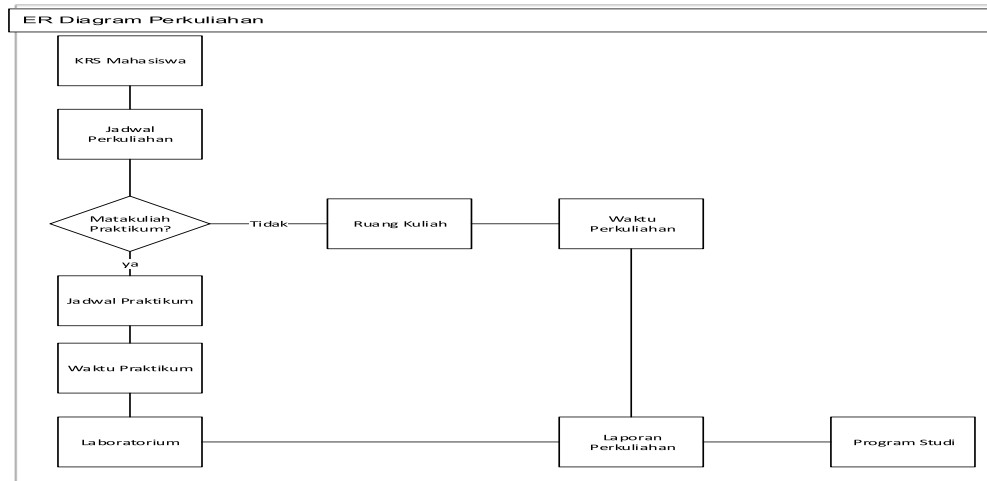 ER Diagram Perkuliahan
KRS Mahasiswa
Jadwal
Perkuliahan
Matakuliah
Praktikum?
Tidak
Ruang Kuliah
Waktu
Perkuliahan
ya
Jadwal Praktikum
Waktu Praktikum
Laboratorium
Laporan
Perkuliahan
Program Studi